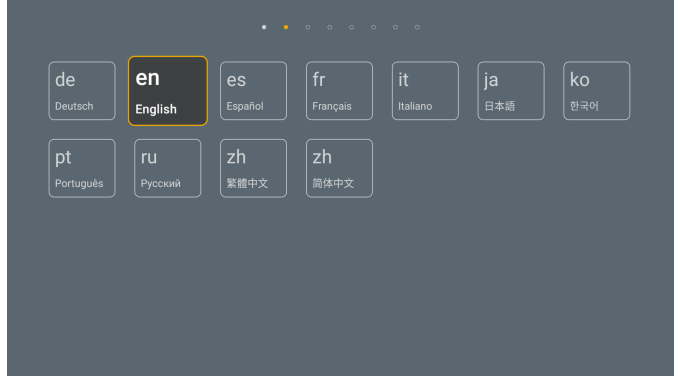 de
Deutsch
en
English
es
Español
fr
Français
it
Italiano
ja
日本語
ko
한국어
pt
Português
ru
Русский
zh
繁體中文
zh
简体中文